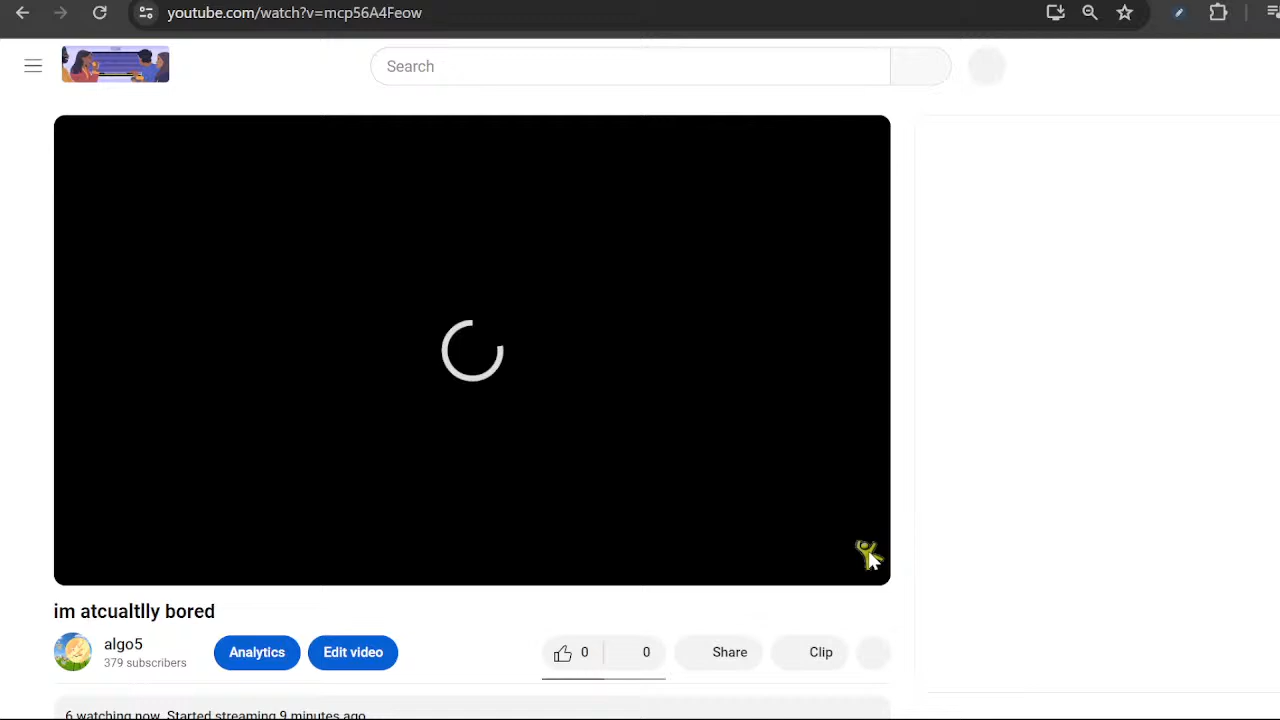 youtube.com/watch?v=mcp56A4Feow
Search
im atcualtlly bored
algo5
379 subscribers
Analytics
Edit video
0
0
Share
Clip
6 watching now Started streaming 9 minutes ago